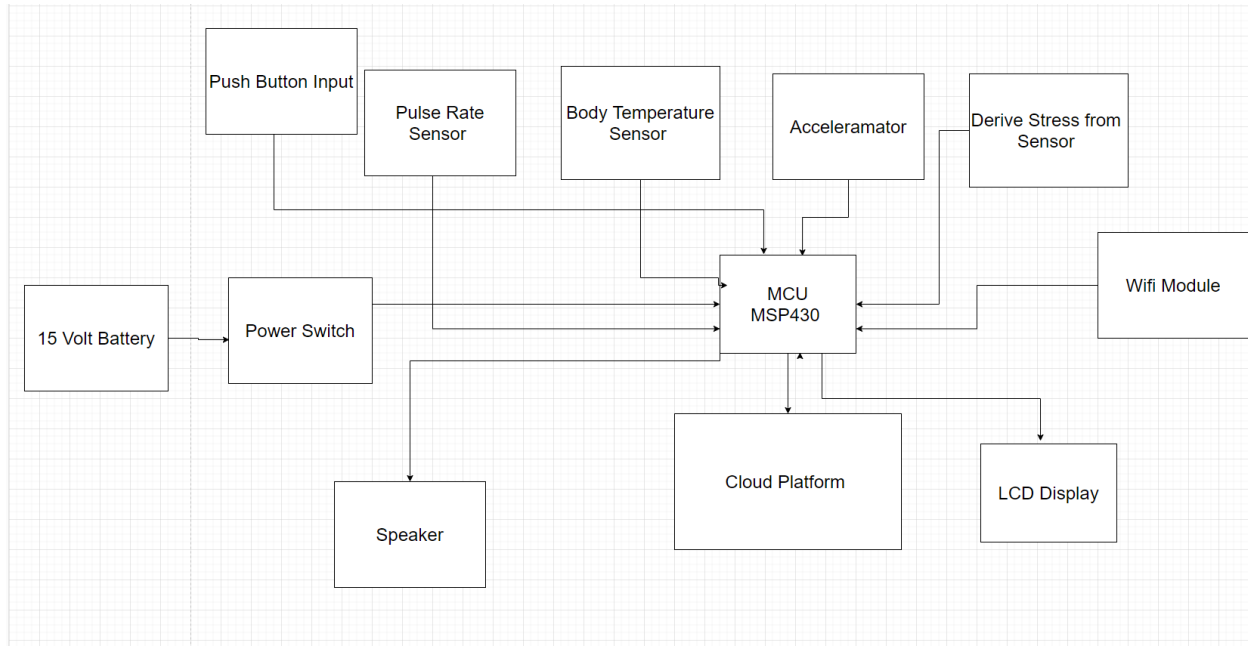 Push Button Input
Pulse Rate
Sensor
Body Temperature
Sensor
Acceleramator
Derive Stress from
Sensor
Wifi Module
MCU
MSP430
15 Volt Battery
Power Switch
Speaker
Cloud Platform
LCD Display